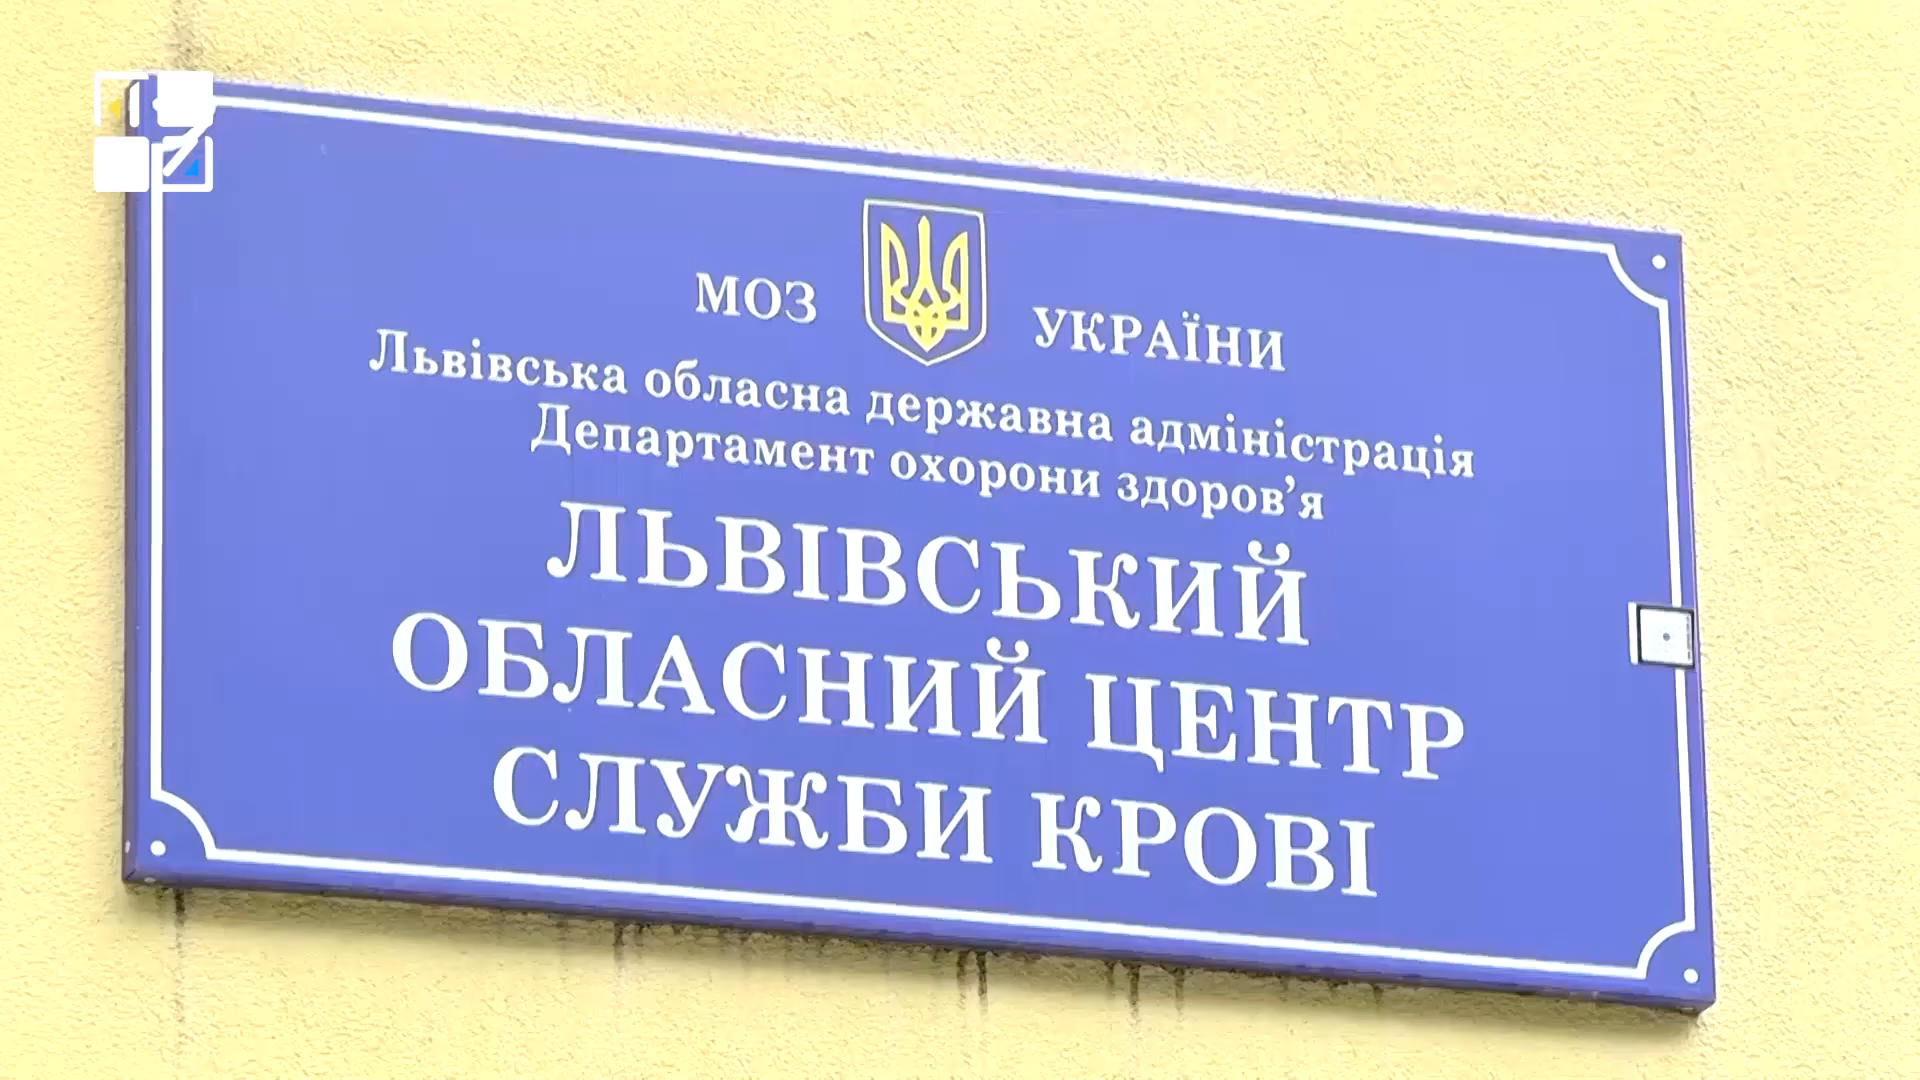 МОЗ УКРАЇНИ
Львівська обласна державна адміністрація
Департамент охорони здоров’я
ЛЬВІВСЬКИЙ
ОБЛАСНИЙ ЦЕНТР
СЛУЖБИ КРОВІ